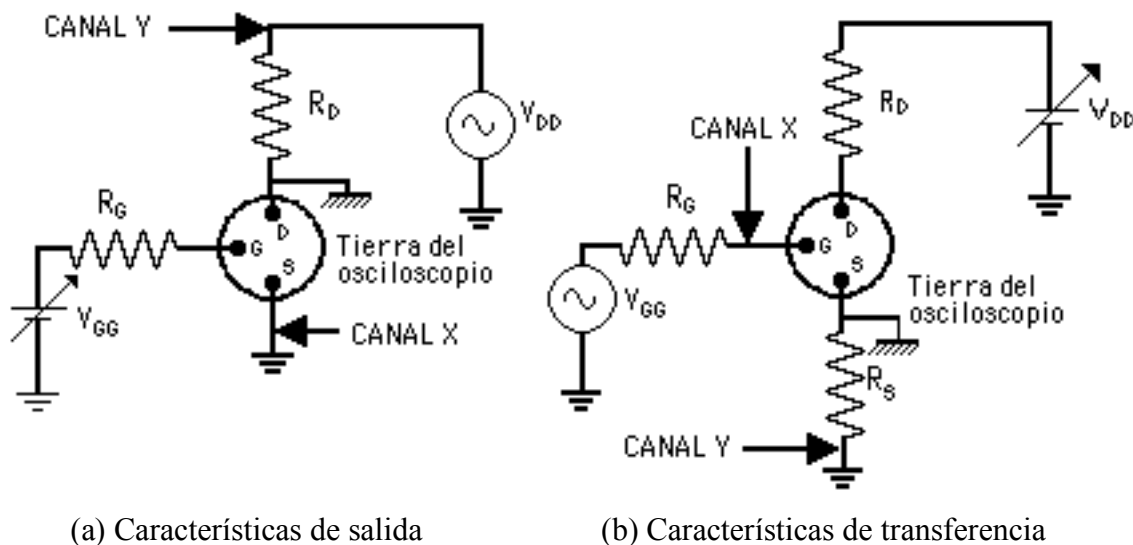 CANAL Y
R_D
V_DD
R_G
D
G
S
Tierra del
osciloscopio
V_GG
CANAL X
R_D
V_DD
CANAL X
R_G
D
G
S
V_GG
Tierra del
osciloscopio
R_S
CANAL Y
(a) Características de salida
(b) Características de transferencia